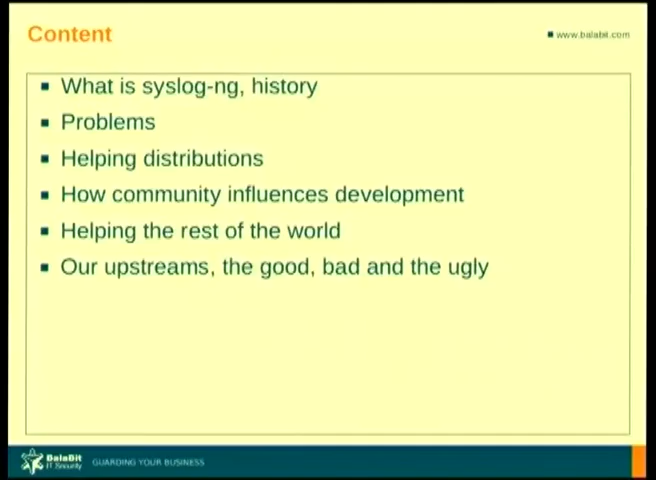 Content
www.balabit.com
What is syslog-ng, history
Problems
Helping distributions
How community influences development
Helping the rest of the world
Our upstreams, the good, bad and the ugly
BalaBit
IT Security
GUARDING YOUR BUSINESS